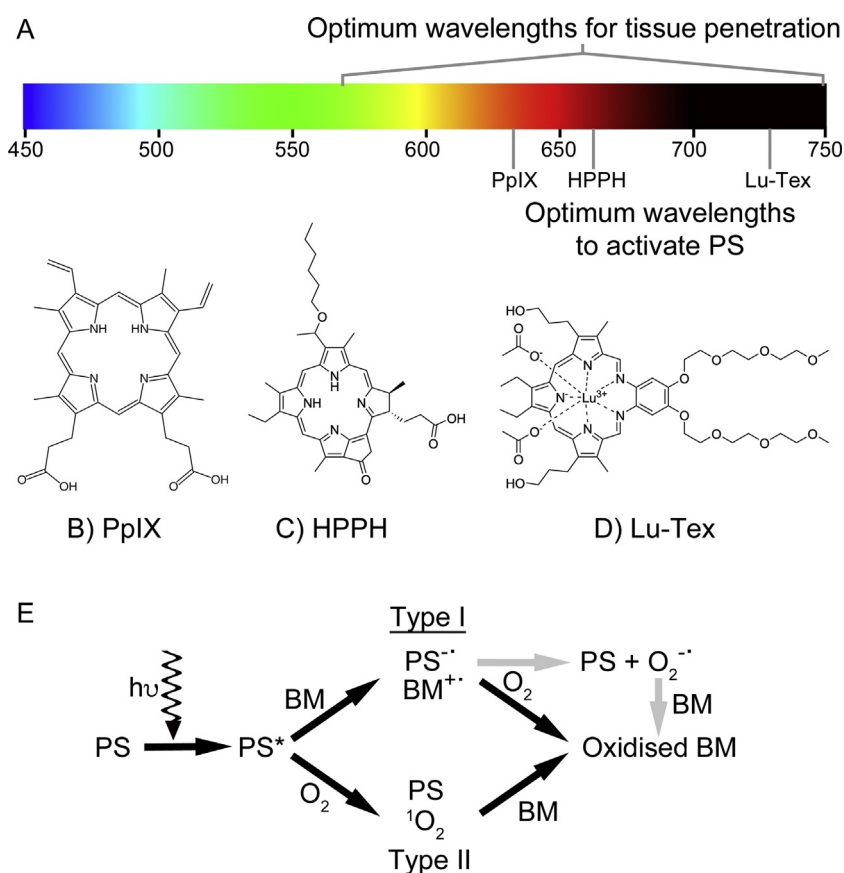 A
Optimum wavelengths for tissue penetration
450 500 550 600 650 700 750
PpIX HPPH Lu-Tex
Optimum wavelengths
to activate PS
NH HN
N N
O OH O OH
B) PpIX
O
N
H
NH N
N
OH
O
O
C) HPPH
HO
O O-
N N
N- Lu3+
N N
O O O O
O O O O
O O
HO
D) Lu-Tex
E
Type I
PS-· PS + O2-·
BM+·
hυ BM O2 BM
PS PS* Oxidised BM
O2 PS BM
1O2
Type II